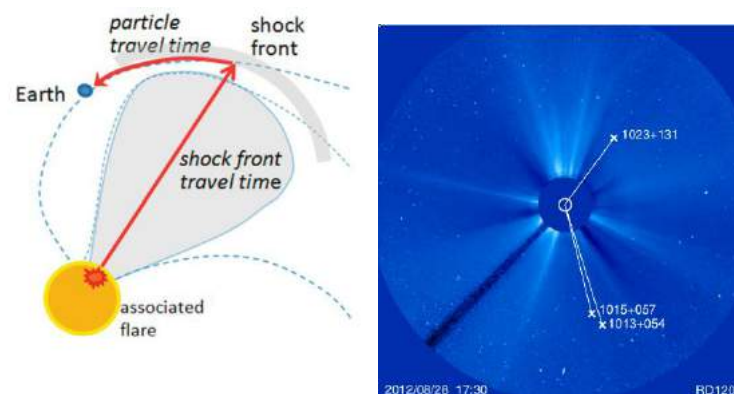 particle
travel time
shock
front
Earth
shock front
travel time
associated
flare
1023+131
1015+057
1013+054
2012/08/28 17:30
RD120